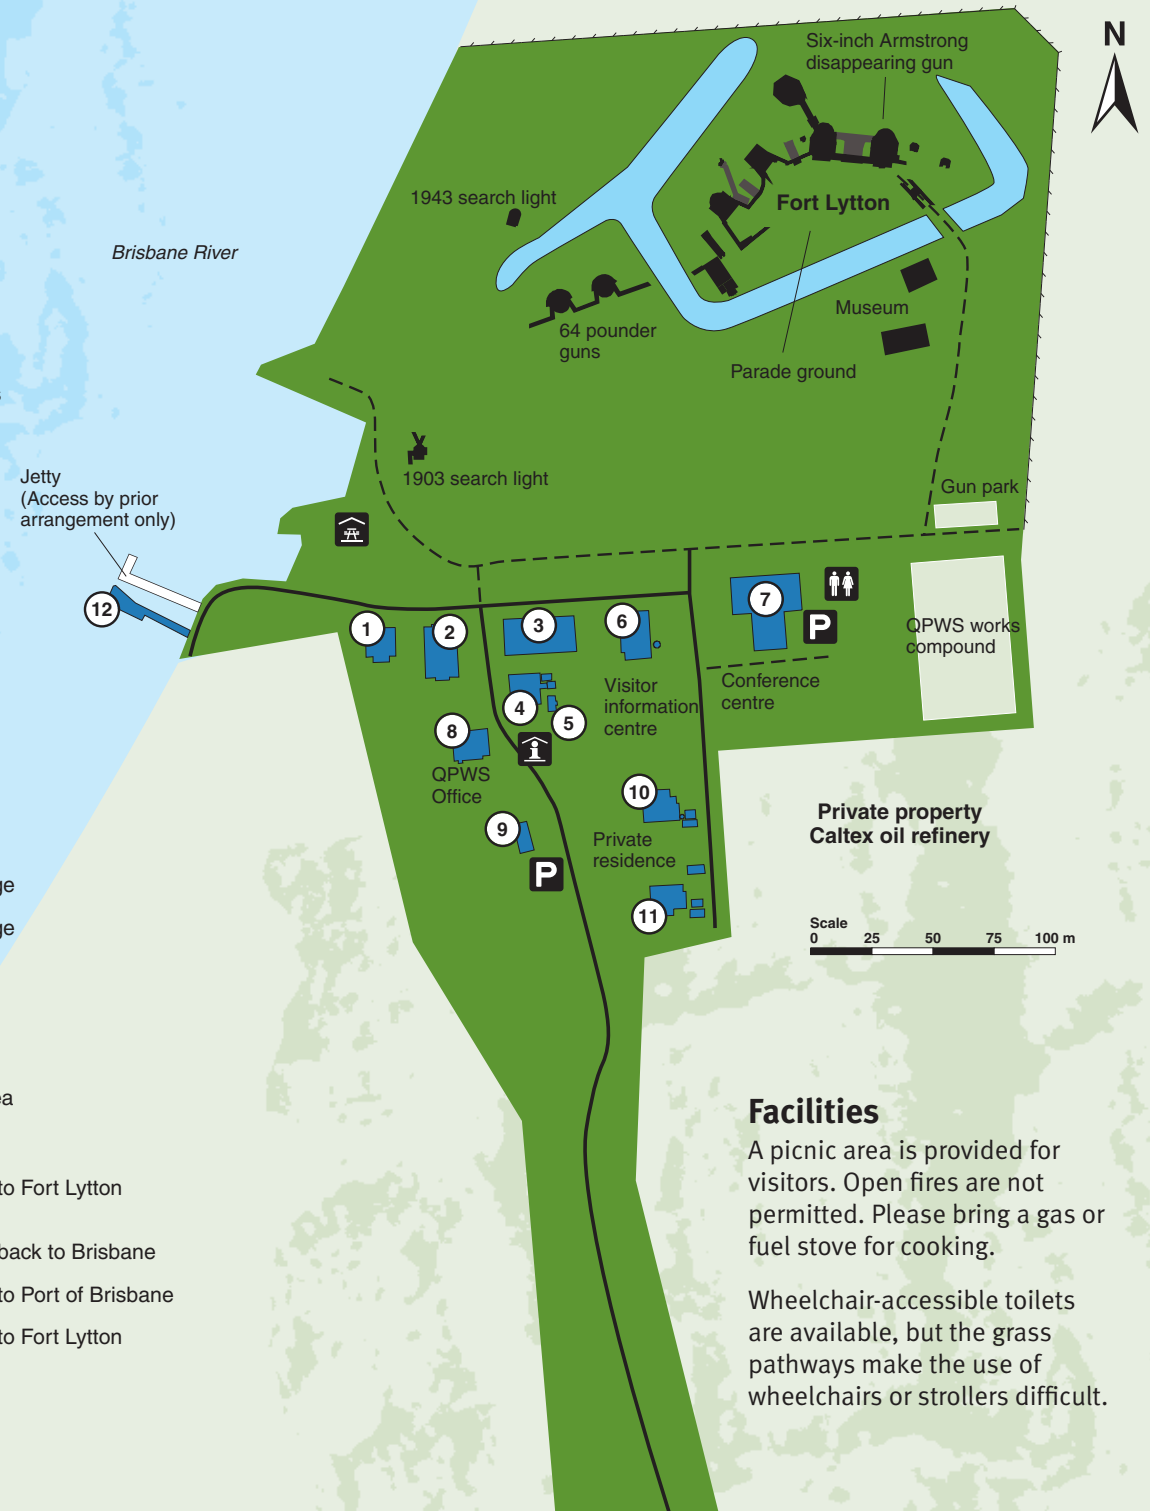 N
Six-inch Armstrong
disappearing gun
1943 search light
Fort Lytton
Brisbane River
Museum
64 pounder
guns
Parade ground
Jetty
(Access by prior
arrangement only)
1903 search light
Gun park
12
1
2
3
6
7
P
QPWS works
compound
4
5
Visitor
information
centre
Conference
centre
8
i
QPWS
Office
10
9
P
Private
residence
11
Private property
Caltex oil refinery
Scale
0 25 50 75 100 m
ge
ge
ea
to Fort Lytton
back to Brisbane
to Port of Brisbane
to Fort Lytton
Facilities
A picnic area is provided for
visitors. Open fires are not
permitted. Please bring a gas or
fuel stove for cooking.
Wheelchair-accessible toilets
are available, but the grass
pathways make the use of
wheelchairs or strollers difficult.